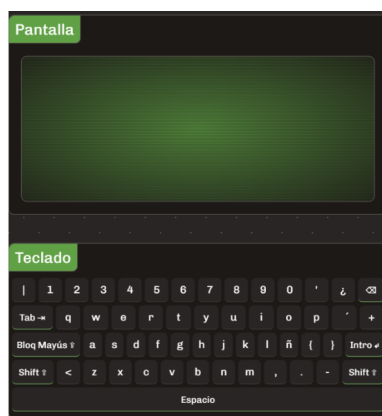 Pantalla
Teclado
| 1 2 3 4 5 6 7 8 9 0 ' ¿ ⌫
Tab ⇥ q w e r t y u i o p ´ +
Bloq Mayús ⇧ a s d f g h j k l ñ { } Intro ↲
Shift ⇧ < z x c v b n m , . - Shift ⇧
Espacio